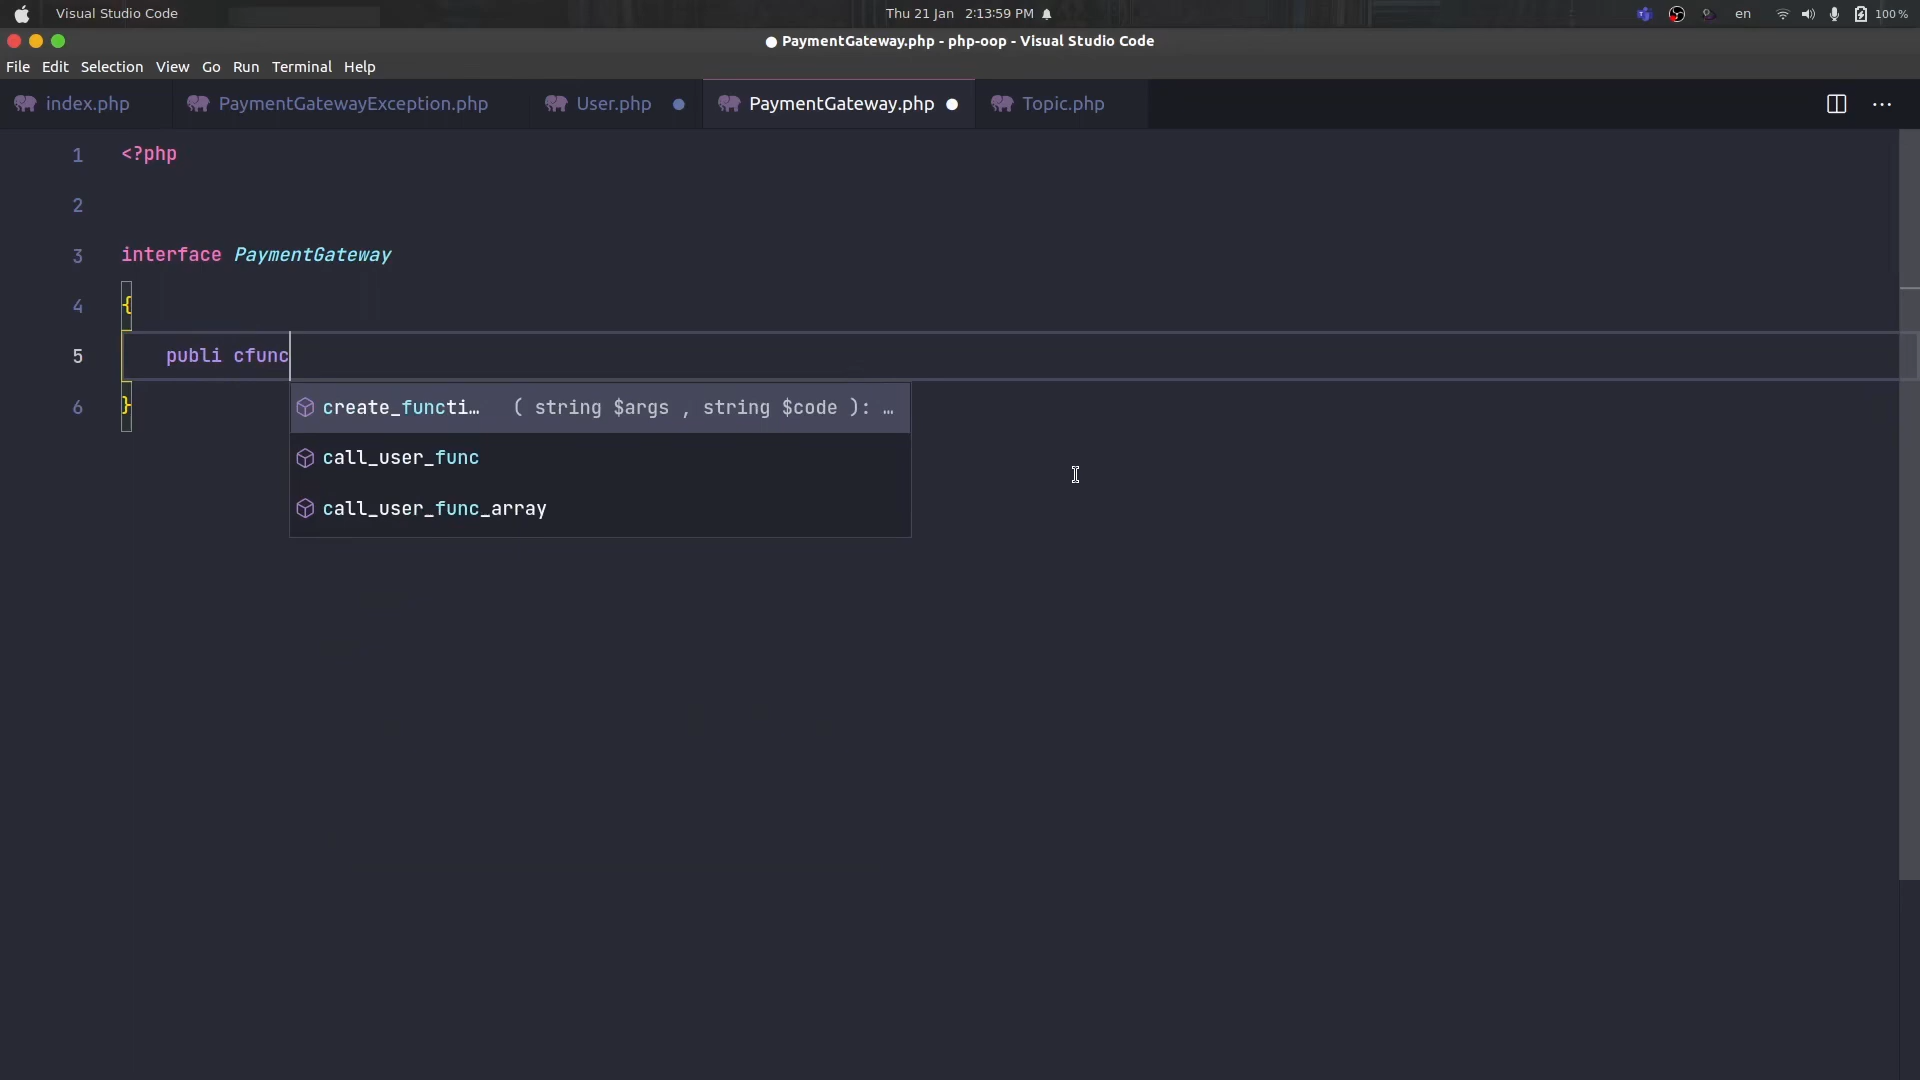 Visual Studio Code Thu 21 Jan 2:13:59 PM en 100 %
● PaymentGateway.php - php-oop - Visual Studio Code
File Edit Selection View Go Run Terminal Help
index.php PaymentGatewayException.php User.php PaymentGateway.php Topic.php
1 <?php
2
3 interface PaymentGateway
4 {
5 publi cfunc
create_functi… ( string $args , string $code ): …
call_user_func
call_user_func_array
6 }